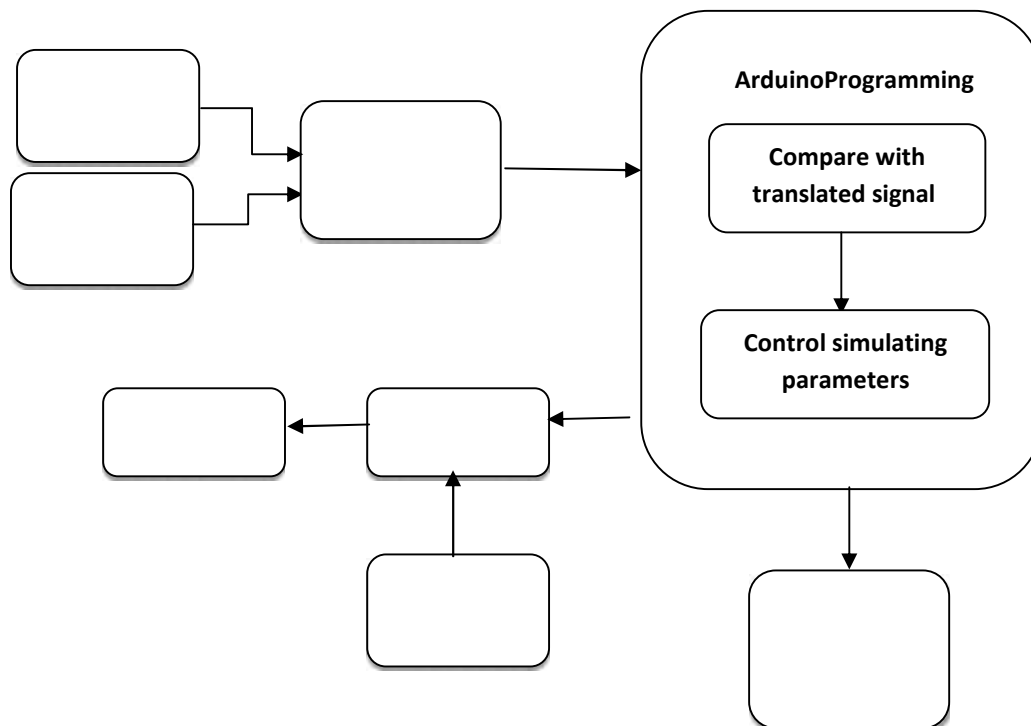 ArduinoProgramming
Compare with
translated signal
Control simulating
parameters